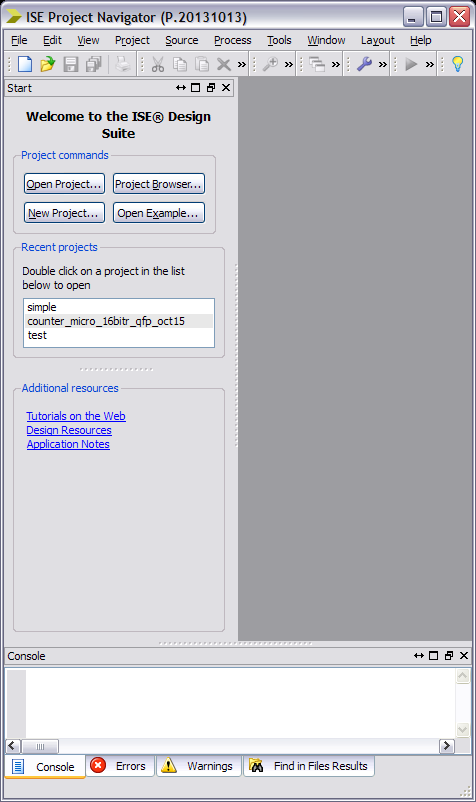 ISE Project Navigator (P.20131013)
File Edit View Project Source Process Tools Window Layout Help
Start
Welcome to the ISE® Design
Suite
Project commands
Open Project... Project Browser...
New Project... Open Example...
Recent projects
Double click on a project in the list
below to open
simple
counter_micro_16bitr_qfp_oct15
test
Additional resources
Tutorials on the Web
Design Resources
Application Notes
Console
Console Errors Warnings Find in Files Results